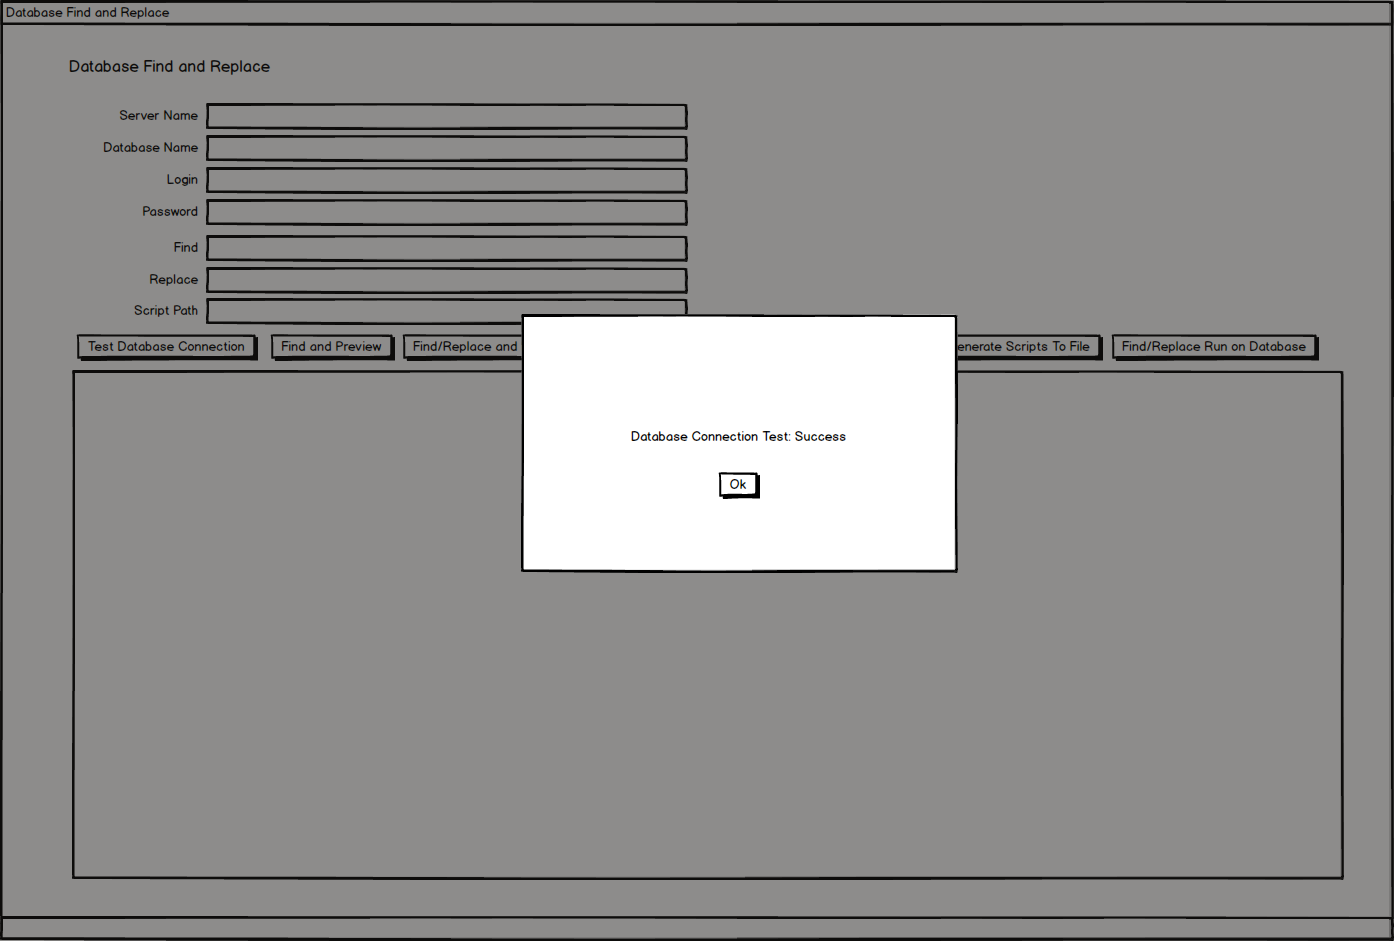 Database Find and Replace
Database Find and Replace
Server Name
Database Name
Login
Password
Find
Replace
Script Path
Test Database Connection
Find and Preview
Find/Replace and
Scripts To File
Find/Replace Run on Database
Database Connection Test: Success
Ok